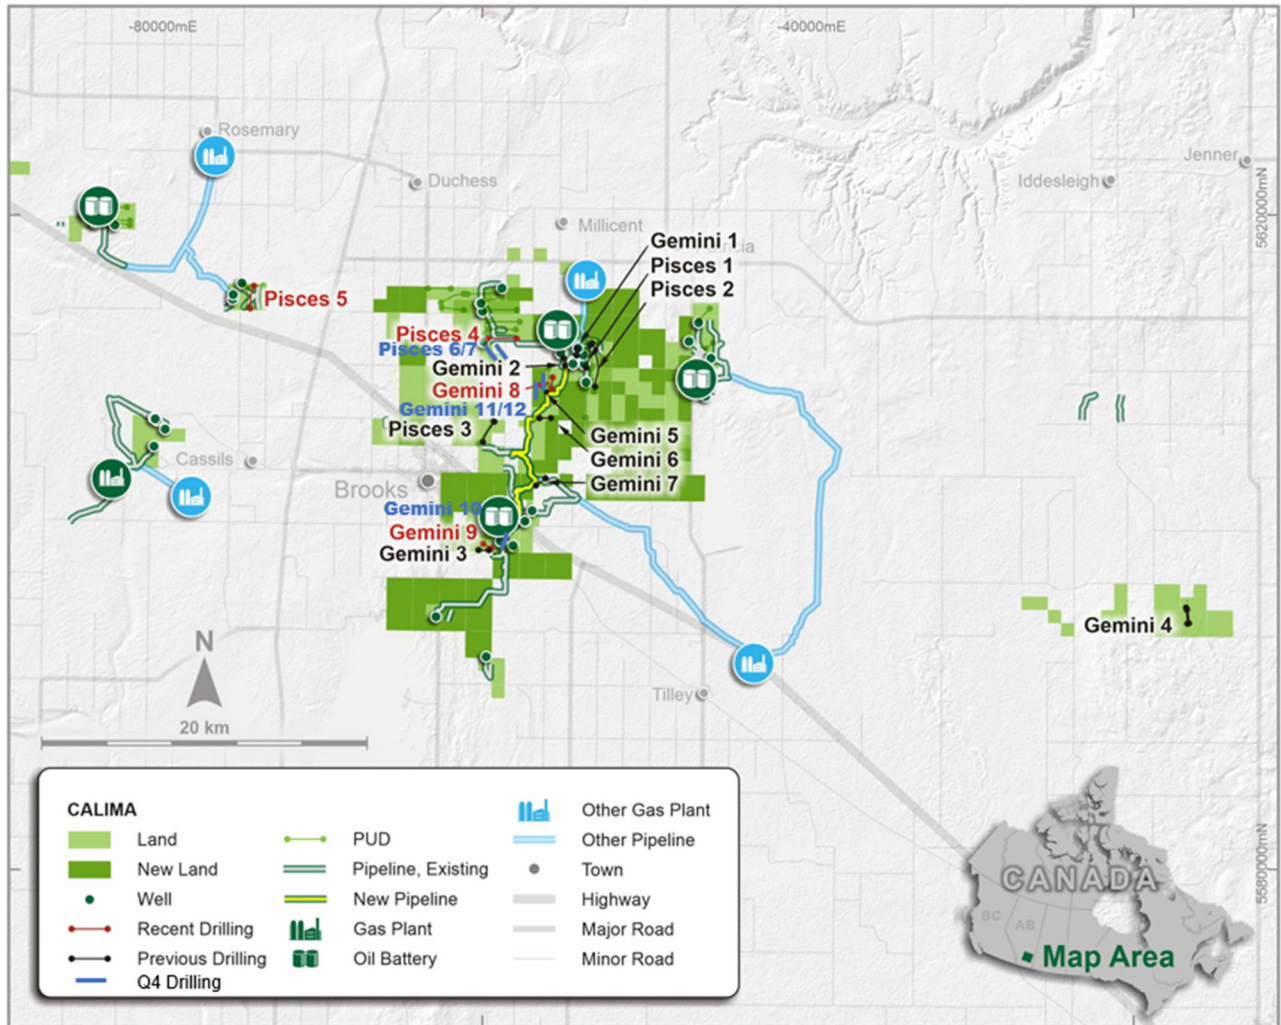 -80000mE
-40000mE
Rosemary
Jenner
Duchess
Iddesleigh
5620000mN
Millicent
Gemini 1
cia
Pisces 1
Pisces 2
Pisces 5
Pisces 4
Pisces 6/7
Gemini 2
Gemini 8
Gemini 11/12
Pisces 3
Gemini 5
Gemini 6
Cassils
Gemini 7
Brooks
Gemini 10
Gemini 9
Gemini 3
Gemini 4
N
Tilley
20 km
CALIMA
Land
New Land
Well
Recent Drilling
Previous Drilling
Q4 Drilling
PUD
Pipeline, Existing
New Pipeline
Gas Plant
Oil Battery
Other Gas Plant
Other Pipeline
Town
Highway
Major Road
Minor Road
5580000mN
CANADA
BC
AB
Map Area